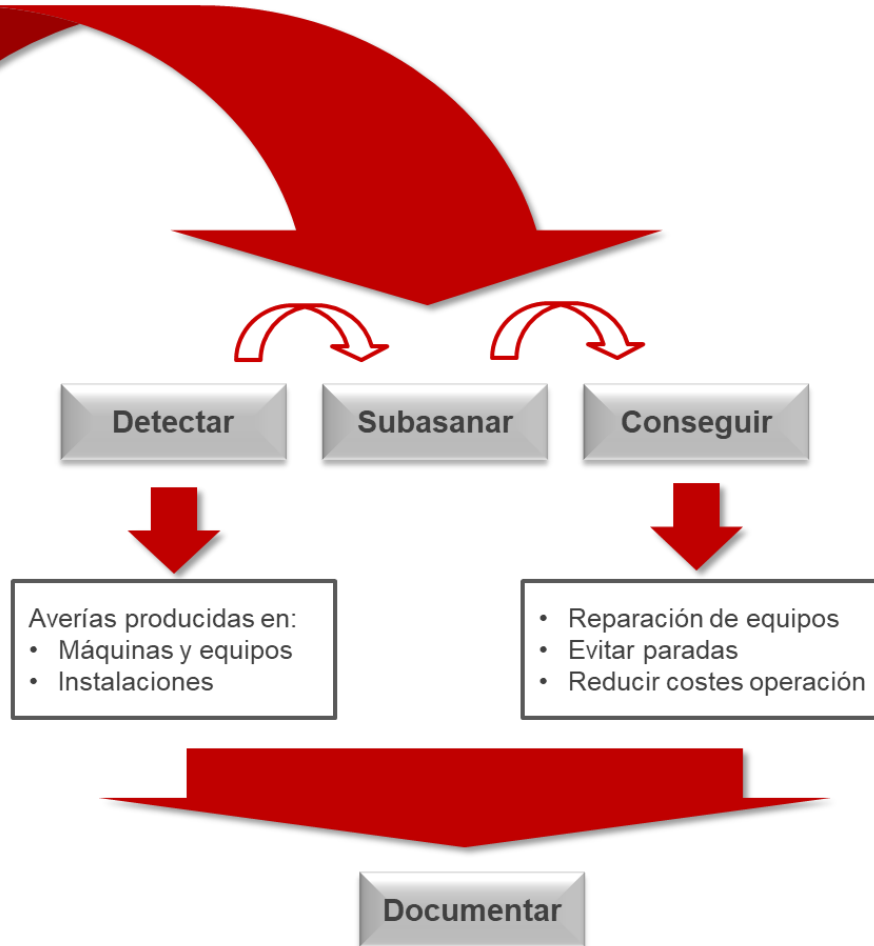 Detectar
Subasanar
Conseguir
Averías producidas en:
• Máquinas y equipos
• Instalaciones
• Reparación de equipos
• Evitar paradas
• Reducir costes operación
Documentar